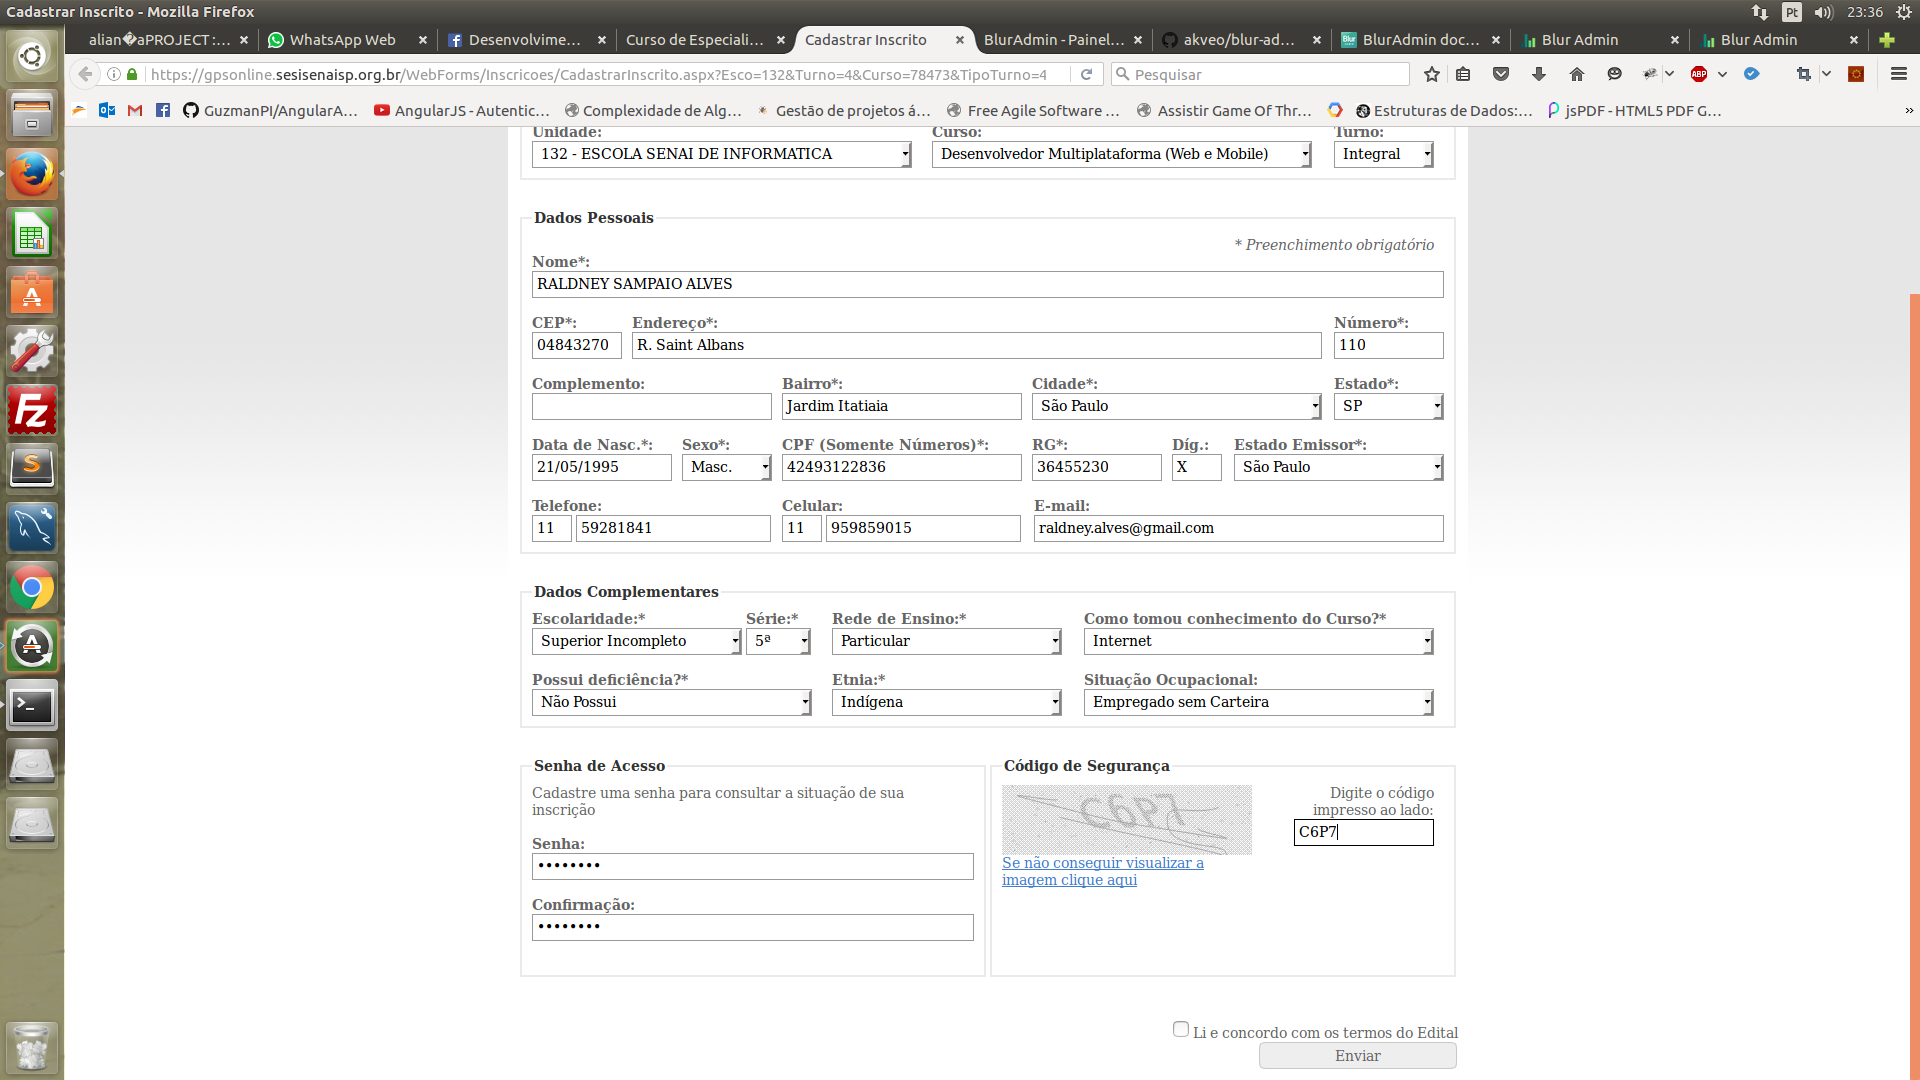 Cadastrar Inscrito - Mozilla Firefox
Pt 23:36
alian�aPROJECT :... WhatsApp Web Desenvolvime... Curso de Especiali... Cadastrar Inscrito BlurAdmin - Painel... akveo/blur-ad... BlurAdmin doc... Blur Admin Blur Admin
https://gpsonline.sesisenaisp.org.br/WebForms/Inscricoes/CadastrarInscrito.aspx?Esco=132&Turno=4&Curso=78473&TipoTurno=4 Pesquisar ABP
GuzmanPI/AngularA... AngularJS - Autentic... Complexidade de Alg... Gestão de projetos á... Free Agile Software ... Assistir Game Of Thr... Estruturas de Dados:... jsPDF - HTML5 PDF G... »
Unidade: Curso: Turno:
132 - ESCOLA SENAI DE INFORMATICA Desenvolvedor Multiplataforma (Web e Mobile) Integral
Dados Pessoais
* Preenchimento obrigatório
Nome*:
RALDNEY SAMPAIO ALVES
CEP*: Endereço*: Número*:
04843270 R. Saint Albans 110
Complemento: Bairro*: Cidade*: Estado*:
Jardim Itatiaia São Paulo SP
Data de Nasc.*: Sexo*: CPF (Somente Números)*: RG*: Díg.: Estado Emissor*:
21/05/1995 Masc. 42493122836 36455230 X São Paulo
Telefone: Celular: E-mail:
11 59281841 11 959859015 raldney.alves@gmail.com
Dados Complementares
Escolaridade:* Série:* Rede de Ensino:* Como tomou conhecimento do Curso?*
Superior Incompleto 5ª Particular Internet
Possui deficiência?* Etnia:* Situação Ocupacional:
Não Possui Indígena Empregado sem Carteira
Senha de Acesso Código de Segurança
Cadastre uma senha para consultar a situação de sua
inscrição
C6P7
Digite o código
impresso ao lado:
C6P7
Senha:
••••••••
Se não conseguir visualizar a
imagem clique aqui
Confirmação:
••••••••
Li e concordo com os termos do Edital
Enviar